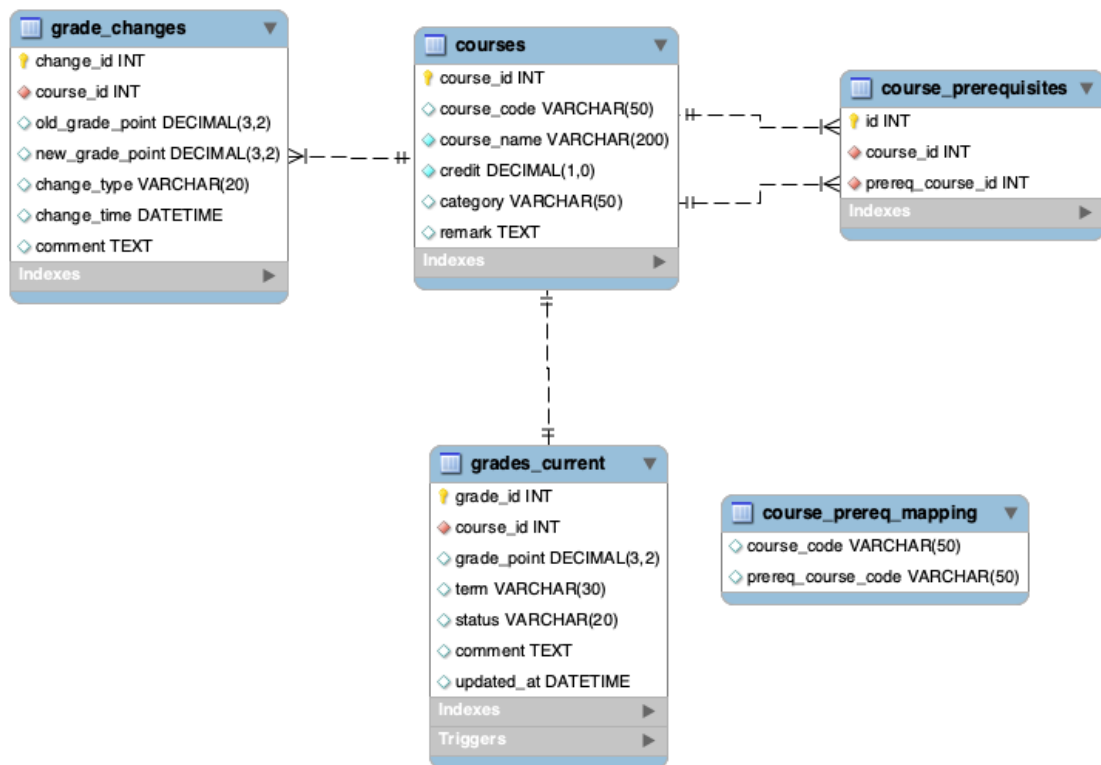 grade_changes
change_id INT
course_id INT
old_grade_point DECIMAL(3,2)
new_grade_point DECIMAL(3,2)
change_type VARCHAR(20)
change_time DATETIME
comment TEXT
Indexes
courses
course_id INT
course_code VARCHAR(50)
course_name VARCHAR(200)
credit DECIMAL(1,0)
category VARCHAR(50)
remark TEXT
Indexes
course_prerequisites
id INT
course_id INT
prereq_course_id INT
Indexes
grades_current
grade_id INT
course_id INT
grade_point DECIMAL(3,2)
term VARCHAR(30)
status VARCHAR(20)
comment TEXT
updated_at DATETIME
Indexes
Triggers
course_prereq_mapping
course_code VARCHAR(50)
prereq_course_code VARCHAR(50)